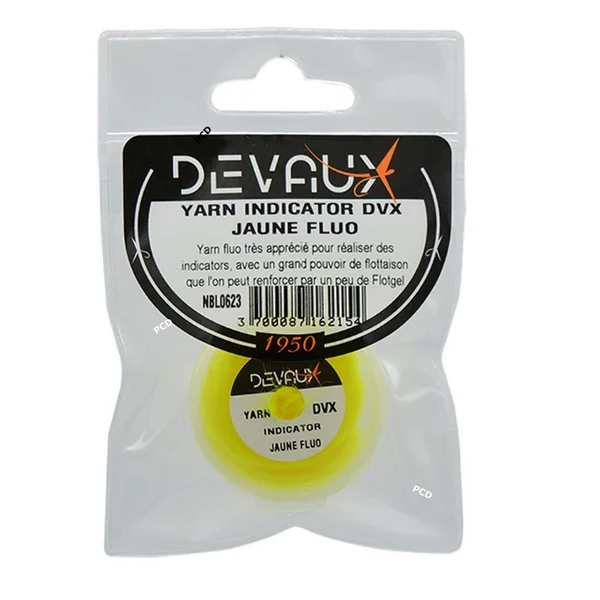 PCD
DEVAUX
YARN INDICATOR DVX
JAUNE FLUO
Yarn fluo très apprécié pour réaliser des
indicators, avec un grand pouvoir de flottaison
que l'on peut renforcer par un peu de Flotgel
NBL0623
3 700087 162154
PCD
1950
DEVAUX
YARN DVX
INDICATOR
JAUNE FLUO
PCD